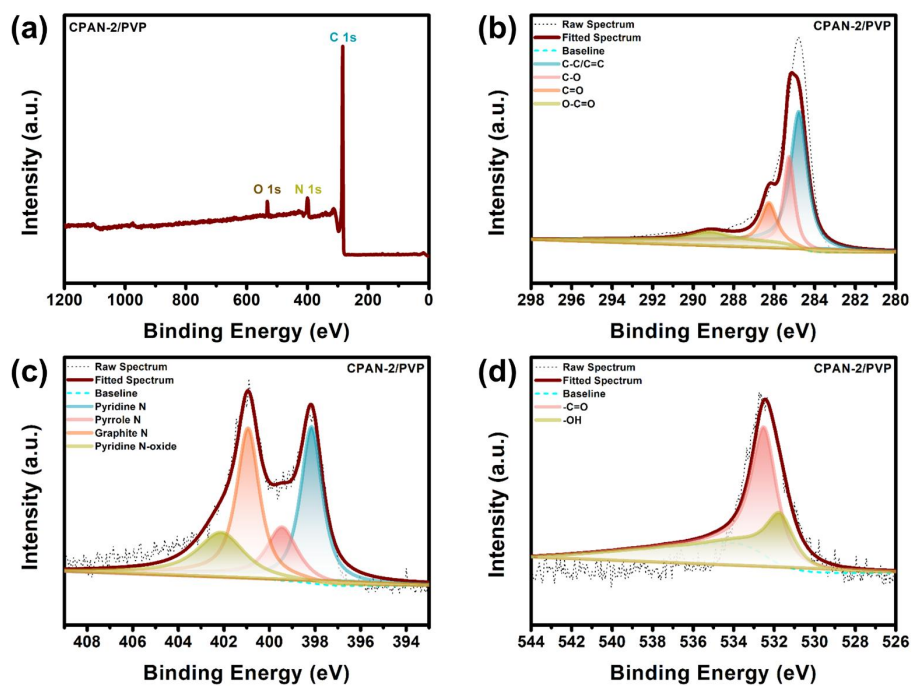 (a)
CPAN-2/PVP
C 1s
O 1s
N 1s
Intensity (a.u.)
1200 1000 800 600 400 200 0
Binding Energy (eV)
(b)
CPAN-2/PVP
Raw Spectrum
Fitted Spectrum
Baseline
C-C/C=C
C-O
C=O
O-C=O
Intensity (a.u.)
298 296 294 292 290 288 286 284 282 280
Binding Energy (eV)
(c)
CPAN-2/PVP
Raw Spectrum
Fitted Spectrum
Baseline
Pyridine N
Pyrrole N
Graphite N
Pyridine N-oxide
Intensity (a.u.)
408 406 404 402 400 398 396 394
Binding Energy (eV)
(d)
CPAN-2/PVP
Raw Spectrum
Fitted Spectrum
Baseline
-C=O
-OH
Intensity (a.u.)
544 542 540 538 536 534 532 530 528 526
Binding Energy (eV)